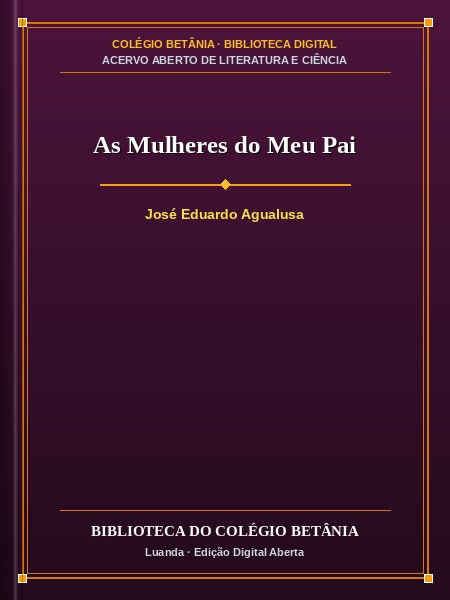 COLÉGIO BETÂNIA · BIBLIOTECA DIGITAL
ACERVO ABERTO DE LITERATURA E CIÊNCIA
As Mulheres do Meu Pai
José Eduardo Agualusa
BIBLIOTECA DO COLÉGIO BETÂNIA
Luanda · Edição Digital Aberta